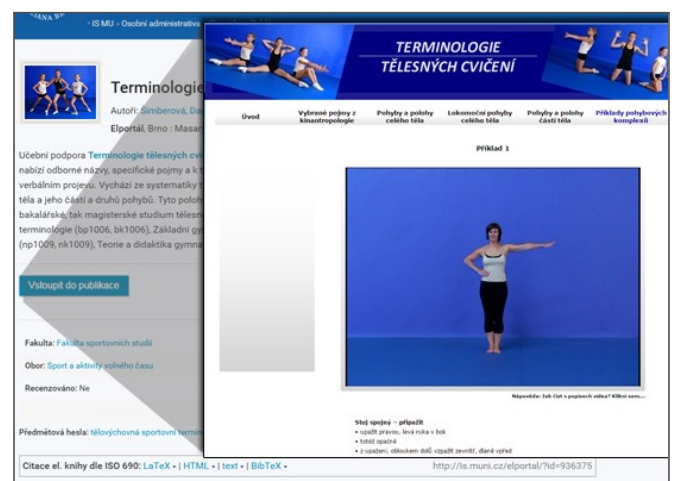 - IS MU - Osobní administrativa
TERMINOLOGIE
TĚLESNÝCH CVIČENÍ
Terminologie
Autoři: Šimberová, Da
Elportál, Brno : Masar
Úvod
Vybrané pojmy z kinantropologie
Pohyby a polohy celého těla
Lokomoční pohyby celého těla
Pohyby a polohy částí těla
Příklady pohybových komplexů
Příklad 1
Učební podpora Terminologie tělesných cvi
nabízí odborné názvy, specifické pojmy a k t
verbálním projevu. Vychází ze systematiky t
těla a jeho částí a druhů pohybů. Tyto poloh
bakalářské, tak magisterské studium tělesn
terminologie (bp1006, bk1006), Základní gy
(np1009, nk1009), Teorie a didaktika gymna
Vstoupit do publikace
Fakulta: Fakulta sportovních studií
Obor: Sport a aktivity volného času
Recenzováno: Ne
Nápověda: Jak číst v popisech videa? Klikni sem...
Stoj spojný – připažit
• upažit pravou, levá ruka v bok
• totéž opačně
• z upažení, obloukem dolů vzpažit zevnitř, dlaně vpřed
Předmětová hesla: tělovýchovná sportovní termin
Citace el. knihy dle ISO 690: LaTeX | HTML | text | BibTeX
http://is.muni.cz/elportal/?id=936375